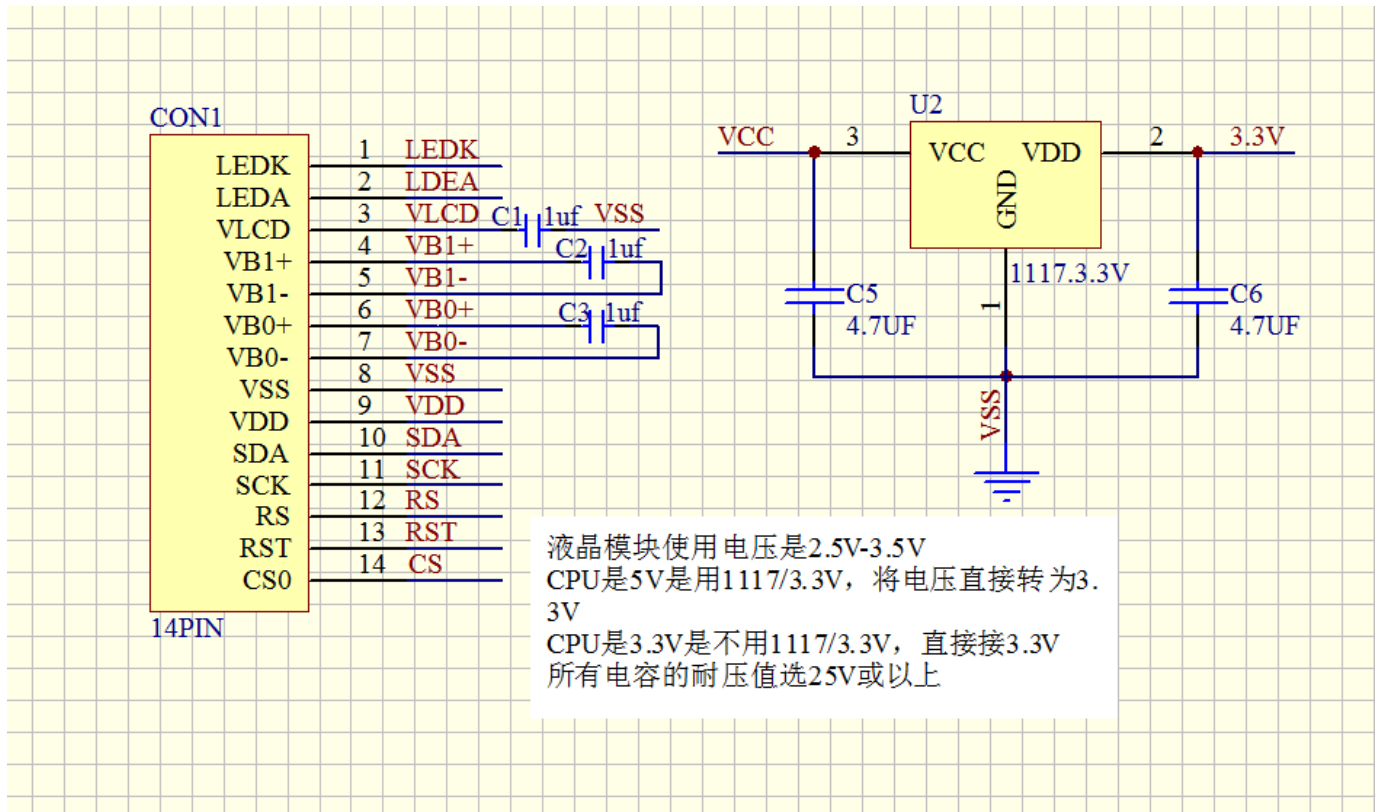 CON1
LEDK 1 LEDK
LEDA 2 LDEA
VLCD 3 VLCD C1 1uf VSS
VB1+ 4 VB1+ C2 1uf
VB1- 5 VB1-
VB0+ 6 VB0+ C3 1uf
VB0- 7 VB0-
VSS 8 VSS
VDD 9 VDD
SDA 10 SDA
SCK 11 SCK
RS 12 RS
RST 13 RST
CS0 14 CS
14PIN
U2
VCC 3 VCC VDD 2 3.3V
GND
1117.3.3V
1
C5
4.7UF
C6
4.7UF
VSS
液晶模块使用电压是2.5V-3.5V
CPU是5V是用1117/3.3V，将电压直接转为3.
3V
CPU是3.3V是不用1117/3.3V，直接接3.3V
所有电容的耐压值选25V或以上